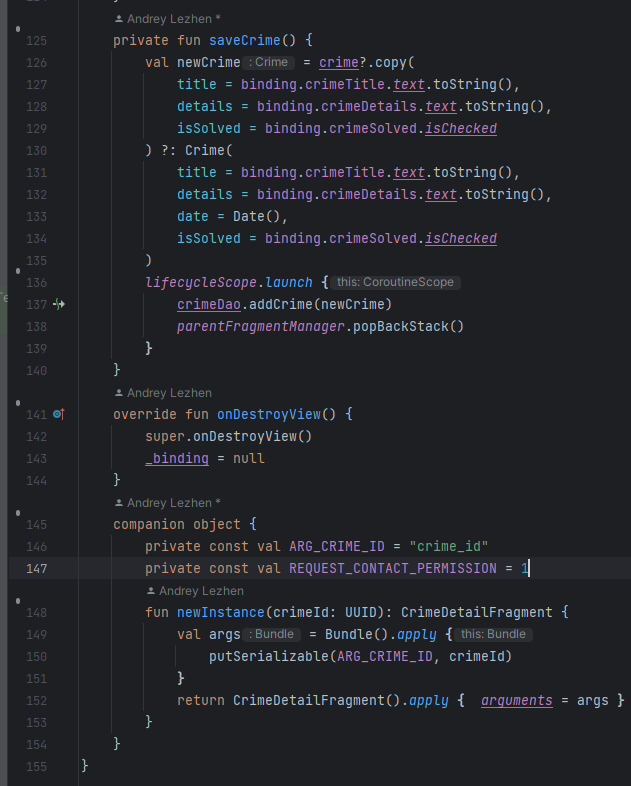 Andrey Lezhen *
125 private fun saveCrime() {
126 val newCrime : Crime = crime?.copy(
127 title = binding.crimeTitle.text.toString(),
128 details = binding.crimeDetails.text.toString(),
129 isSolved = binding.crimeSolved.isChecked
130 ) ?: Crime(
131 title = binding.crimeTitle.text.toString(),
132 details = binding.crimeDetails.text.toString(),
133 date = Date(),
134 isSolved = binding.crimeSolved.isChecked
135 )
136 lifecycleScope.launch { this: CoroutineScope
137 crimeDao.addCrime(newCrime)
138 parentFragmentManager.popBackStack()
139 }
140 }
Andrey Lezhen
141 override fun onDestroyView() {
142 super.onDestroyView()
143 _binding = null
144 }
Andrey Lezhen *
145 companion object {
146 private const val ARG_CRIME_ID = "crime_id"
147 private const val REQUEST_CONTACT_PERMISSION = 1
Andrey Lezhen
148 fun newInstance(crimeId: UUID): CrimeDetailFragment {
149 val args : Bundle = Bundle().apply { this: Bundle
150 putSerializable(ARG_CRIME_ID, crimeId)
151 }
152 return CrimeDetailFragment().apply { arguments = args }
153 }
154 }
155 }